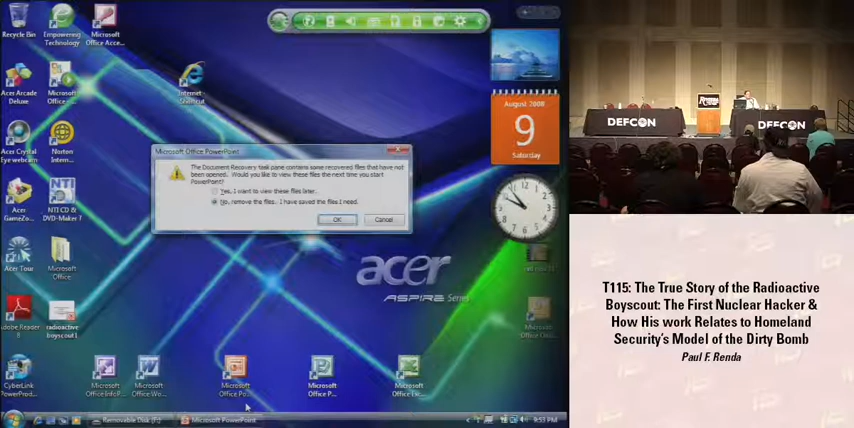 Recycle Bin
Empowering Technology
Microsoft Office Acce...
Acer Arcade Deluxe
Microsoft Office
Internet - Shortcut
Acer Crystal Eye webcam
Norton Intern...
Acer GameZo...
NTI CD & DVD-Maker 7
Acer Tour
Microsoft Office
Adobe Reader 8
radioactive boyscout1
CyberLink PowerProd...
Microsoft Office InfoP...
Microsoft Office Wo...
Microsoft Office Po...
Microsoft Office P...
Microsoft Office Exc...
Microsoft Office
August 2008
9
Saturday
Microsoft Office PowerPoint
The Document Recovery task pane contains some recovered files that have not
been opened. Would you like to view these files the next time you start
PowerPoint?
Yes, I want to view these files later.
No, remove the files. I have saved the files I need.
OK
Cancel
acer
ASPIRE Series
Removable Disk (F:)
Microsoft PowerPoint
9:53 PM
DEFCON
DEFCON
T115: The True Story of the Radioactive
Boyscout: The First Nuclear Hacker &
How His work Relates to Homeland
Security's Model of the Dirty Bomb
Paul F. Renda